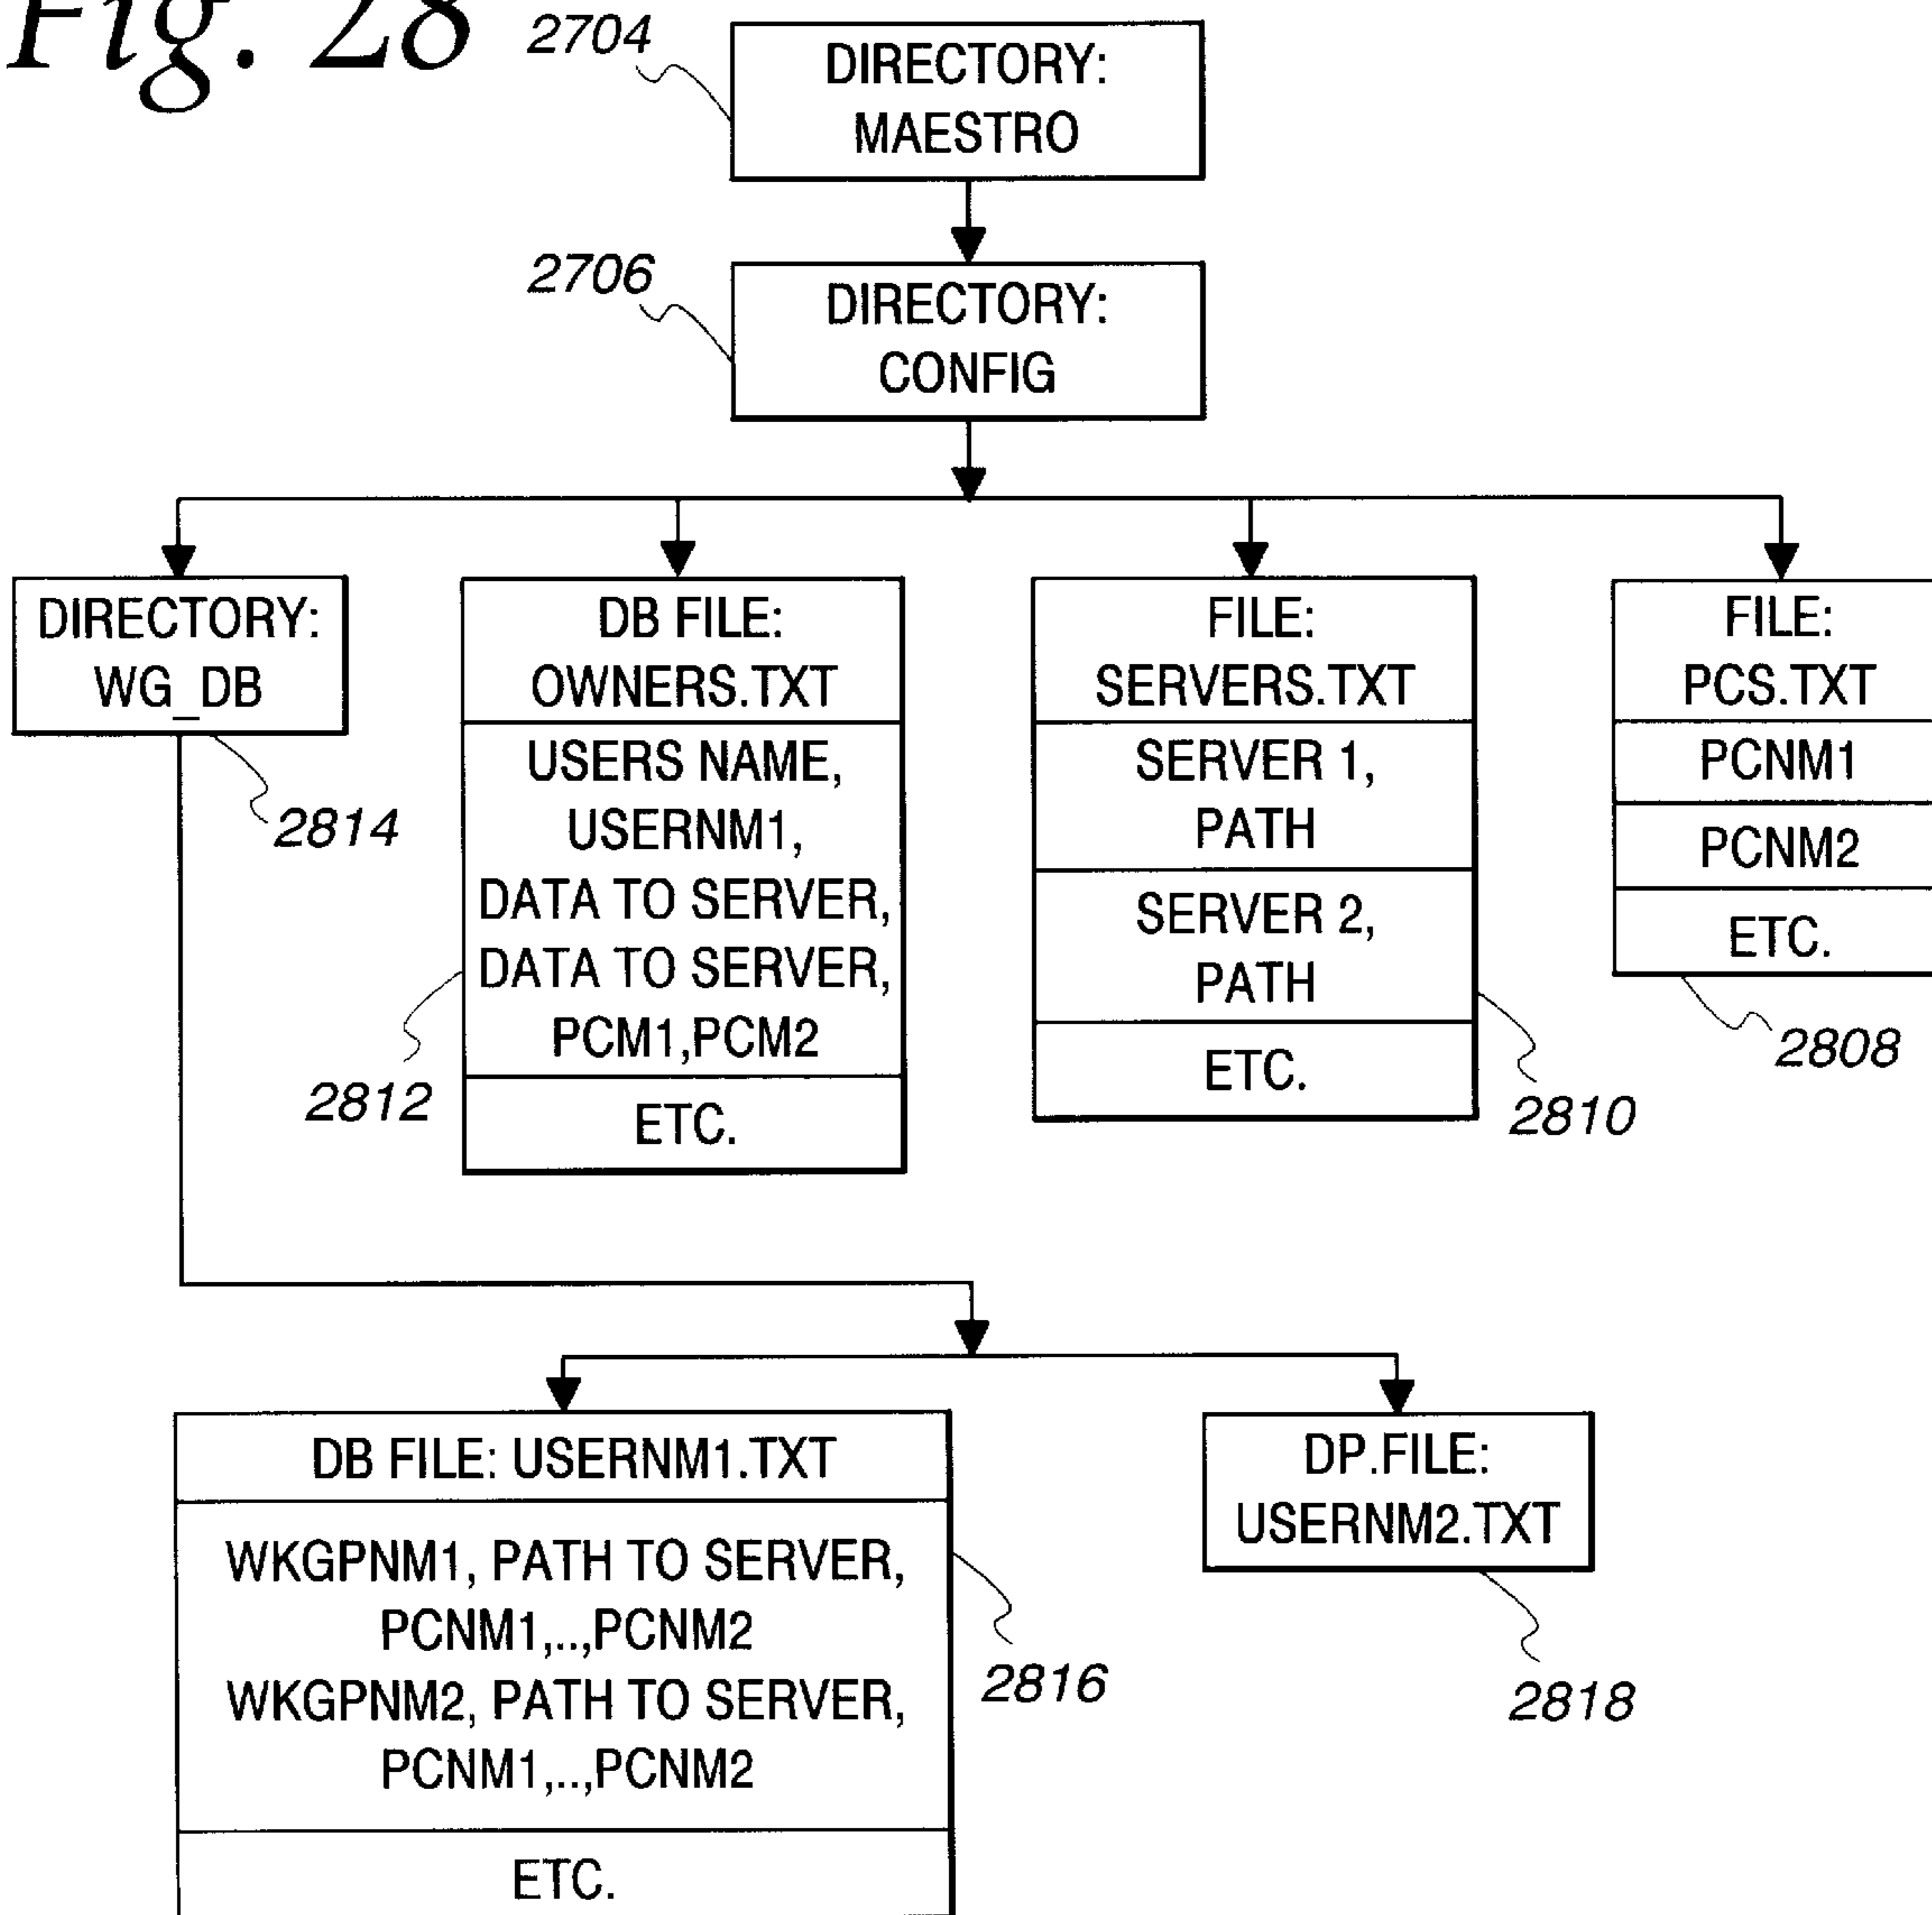 Fig. 28
2704
DIRECTORY:
MAESTRO
2706
DIRECTORY:
CONFIG
DIRECTORY:
WG_DB
2814
DB FILE:
OWNERS.TXT
USERS NAME,
USERNM1,
DATA TO SERVER,
DATA TO SERVER,
PCM1,PCM2
ETC.
2812
FILE:
SERVERS.TXT
SERVER 1,
PATH
SERVER 2,
PATH
ETC.
2810
FILE:
PCS.TXT
PCNM1
PCNM2
ETC.
2808
DB FILE: USERNM1.TXT
WKGPNM1, PATH TO SERVER,
PCNM1,..,PCNM2
WKGPNM2, PATH TO SERVER,
PCNM1,..,PCNM2
ETC.
2816
DP.FILE:
USERNM2.TXT
2818